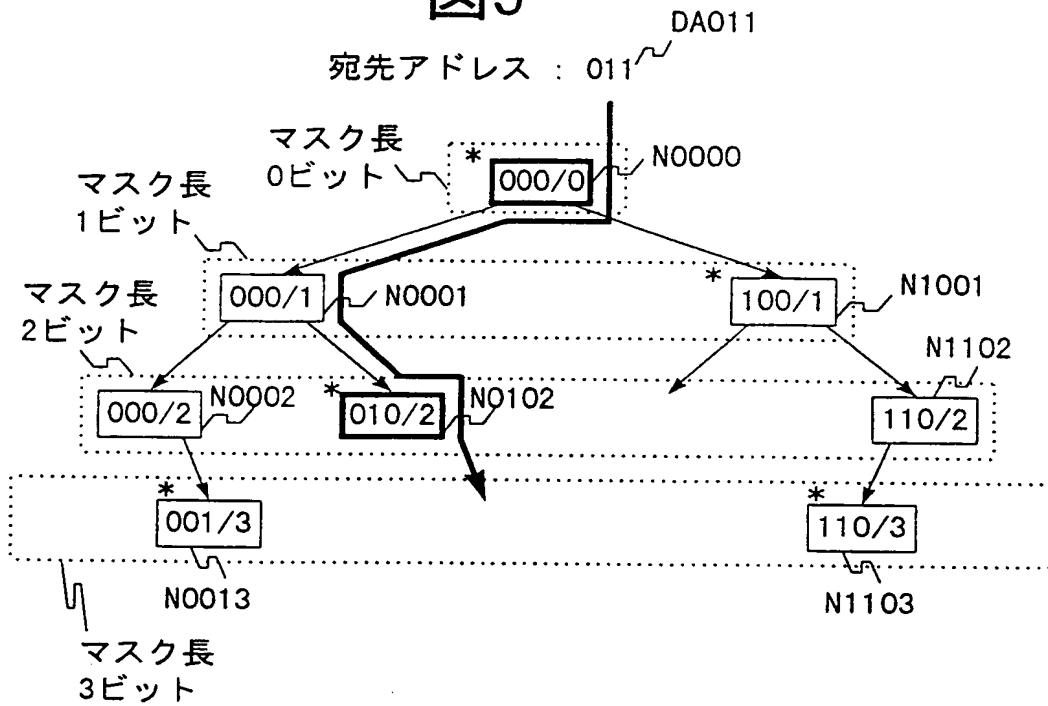 DA011
宛先アドレス : 011
マスク長
0ビット
* 000/0
N0000
マスク長
1ビット
000/1
N0001
* 100/1
N1001
マスク長
2ビット
000/2
N0002
* 010/2
N0102
110/2
N1102
* 001/3
N0013
* 110/3
N1103
マスク長
3ビット